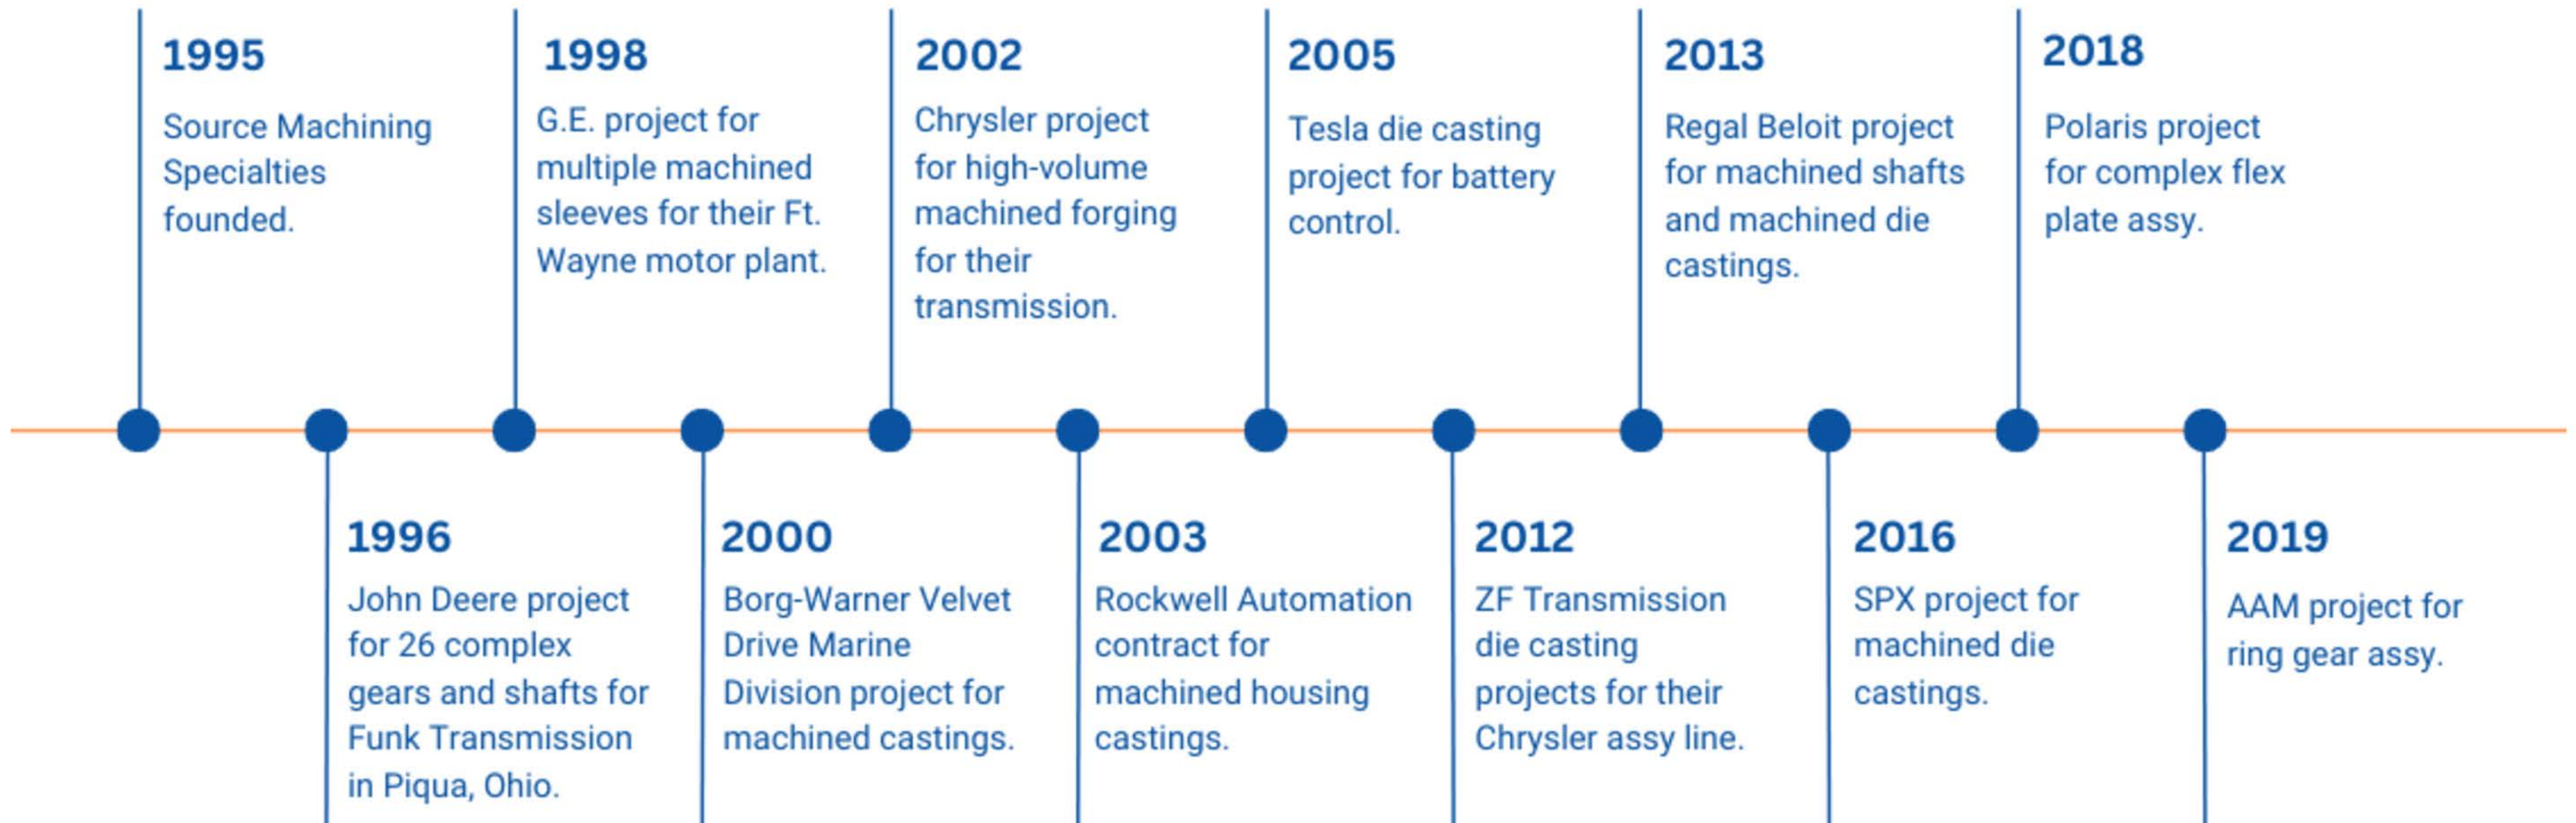 1995
Source Machining
Specialties
founded.
1996
John Deere project
for 26 complex
gears and shafts for
Funk Transmission
in Piqua, Ohio.
1998
G.E. project for
multiple machined
sleeves for their Ft.
Wayne motor plant.
2000
Borg-Warner Velvet
Drive Marine
Division project for
machined castings.
2002
Chrysler project
for high-volume
machined forging
for their
transmission.
2003
Rockwell Automation
contract for
machined housing
castings.
2005
Tesla die casting
project for battery
control.
2012
ZF Transmission
die casting
projects for their
Chrysler assy line.
2013
Regal Beloit project
for machined shafts
and machined die
castings.
2016
SPX project for
machined die
castings.
2018
Polaris project
for complex flex
plate assy.
2019
AAM project for
ring gear assy.